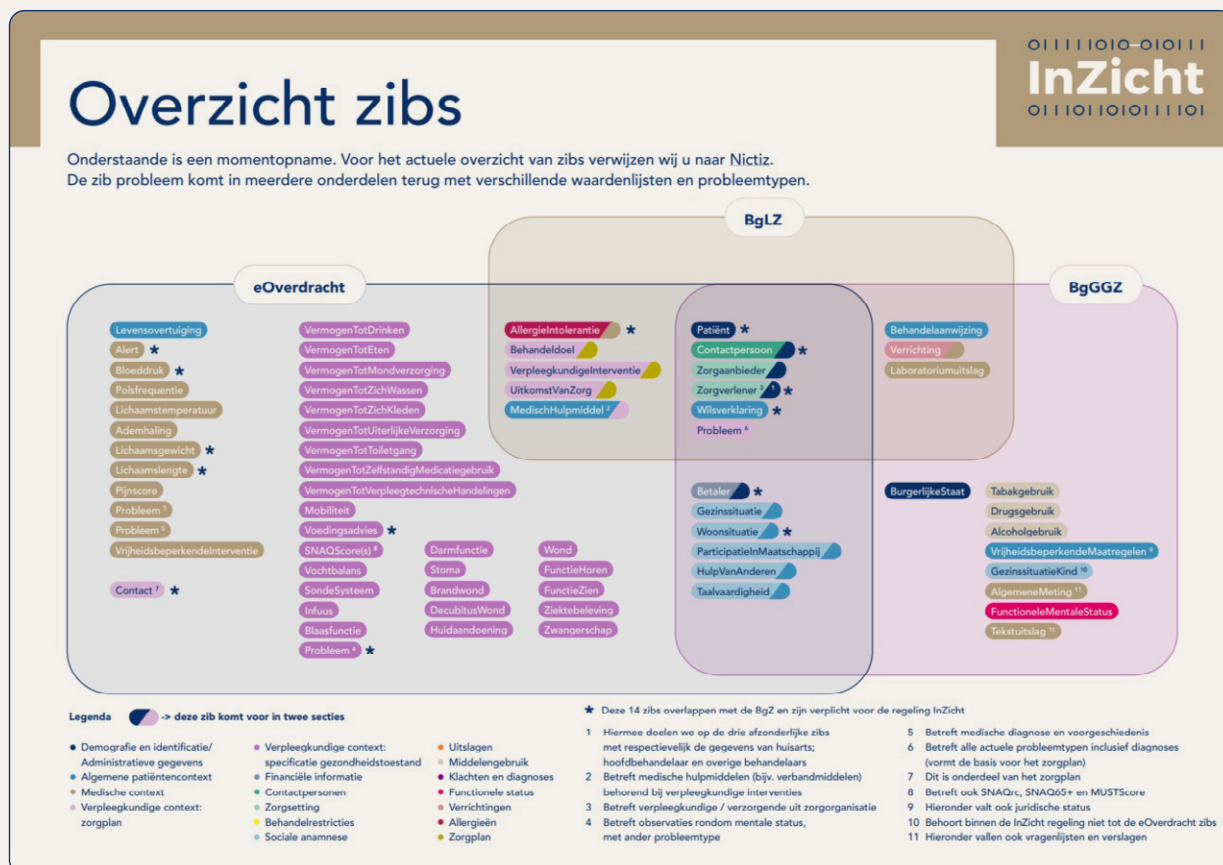 OIIIIIOIO-OIOIII
InZicht
OIIIOIIOIOIIIIOI
Overzicht zibs
Onderstaande is een momentopname. Voor het actuele overzicht van zibs verwijzen wij u naar Nictiz.
De zib probleem komt in meerdere onderdelen terug met verschillende waardenlijsten en probleemtypen.
BgLZ
eOverdracht
BgGGZ
Levensovertuiging
Alert *
Bloeddruk *
Polsfrequentie
Lichaamstemperatuur
Ademhaling
Lichaamsgewicht *
Lichaamslengte *
Pijnscore
Probleem 5
Probleem 5
VrijheidsbeperkendeInterventie
Contact 7 *
VermogenTotDrinken
VermogenTotEten
VermogenTotMondverzorging
VermogenTotZichWassen
VermogenTotZichKleden
VermogenTotUiterlijkeVerzorging
VermogenTotToiletgang
VermogenTotZelfstandigMedicatiegebruik
VermogenTotVerpleegtechnischeHandelingen
Mobiliteit
Voedingsadvies *
SNAQScore(s) 8
Vochtbalans
SondeSysteem
Infuus
Blaasfunctie
Probleem 4 *
Darmfunctie
Stoma
Brandwond
DecubitusWond
Huidaandoening
Wond
FunctieHoren
FunctieZien
Ziektebeleving
Zwangerschap
AllergieIntolerantie *
Behandeldoel
VerpleegkundigeInterventie
UitkomstVanZorg
MedischHulpmiddel 2
Patiënt *
Contactpersoon *
Zorgaanbieder
Zorgverlener 3 1 *
Wilsverklaring *
Probleem 6
Behandelaanwijzing
Verrichting
Laboratoriumuitslag
Betaler *
Gezinssituatie
Woonsituatie *
ParticipatieInMaatschappij
HulpVanAnderen
Taalvaardigheid
BurgerlijkeStaat
Tabakgebruik
Drugsgebruik
Alcoholgebruik
VrijheidsbeperkendeMaatregelen 9
GezinssituatieKind 10
AlgemeneMeting 11
FunctioneleMentaleStatus
Tekstuitslag 11
Legenda -> deze zib komt voor in twee secties
• Demografie en identificatie/
Administratieve gegevens
• Algemene patiëntencontext
• Medische context
• Verpleegkundige context:
zorgplan
• Verpleegkundige context:
specificatie gezondheidstoestand
• Financiële informatie
• Contactpersonen
• Zorgsetting
• Behandelrestricties
• Sociale anamnese
• Uitslagen
• Middelengebruik
• Klachten en diagnoses
• Functionele status
• Verrichtingen
• Allergieën
• Zorgplan
* Deze 14 zibs overlappen met de BgZ en zijn verplicht voor de regeling InZicht
1 Hiermee doelen we op de drie afzonderlijke zibs
met respectievelijk de gegevens van huisarts;
hoofdbehandelaar en overige behandelaars
2 Betreft medische hulpmiddelen (bijv. verbandmiddelen)
behorend bij verpleegkundige interventies
3 Betreft verpleegkundige / verzorgende uit zorgorganisatie
4 Betreft observaties rondom mentale status,
met ander probleemtype
5 Betreft medische diagnose en voorgeschiedenis
6 Betreft alle actuele probleemtypen inclusief diagnoses
(vormt de basis voor het zorgplan)
7 Dit is onderdeel van het zorgplan
8 Betreft ook SNAQrc, SNAQ65+ en MUSTScore
9 Hieronder valt ook juridische status
10 Behoort binnen de InZicht regeling niet tot de eOverdracht zibs
11 Hieronder vallen ook vragenlijsten en verslagen